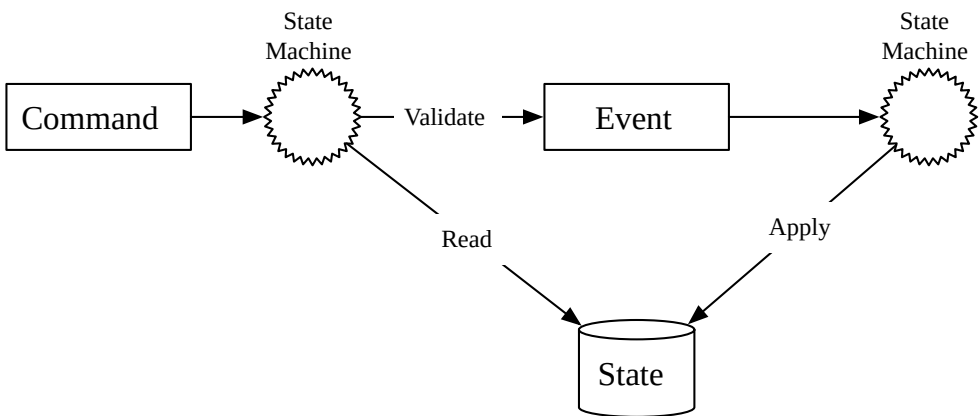 State
Machine
State
Machine
Command
Validate
Event
Read
Apply
State